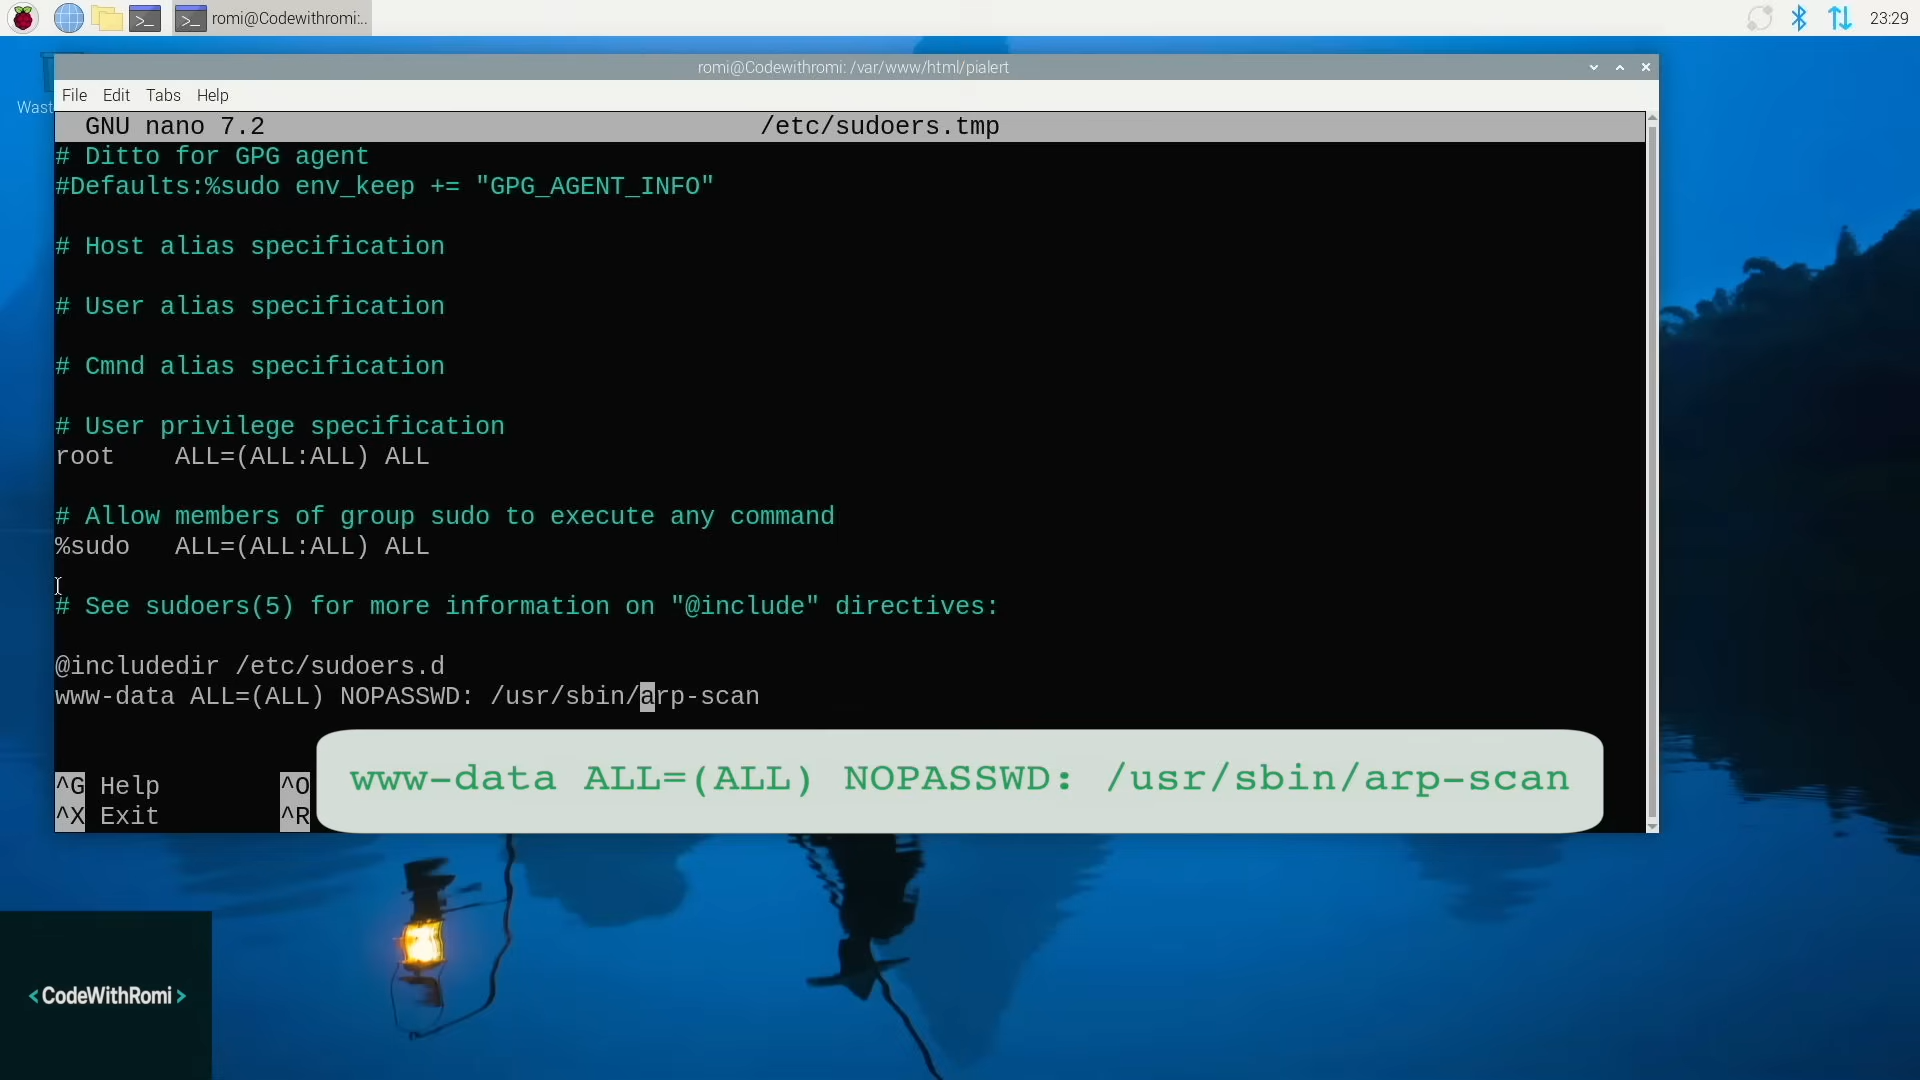 romi@Codewithromi:..
23:29
Wast
romi@Codewithromi: /var/www/html/pialert
File Edit Tabs Help
GNU nano 7.2 /etc/sudoers.tmp
# Ditto for GPG agent
#Defaults:%sudo env_keep += "GPG_AGENT_INFO"
# Host alias specification
# User alias specification
# Cmnd alias specification
# User privilege specification
root ALL=(ALL:ALL) ALL
# Allow members of group sudo to execute any command
%sudo ALL=(ALL:ALL) ALL
# See sudoers(5) for more information on "@include" directives:
@includedir /etc/sudoers.d
www-data ALL=(ALL) NOPASSWD: /usr/sbin/arp-scan
www-data ALL=(ALL) NOPASSWD: /usr/sbin/arp-scan
^G Help ^O
^X Exit ^R
<CodeWithRomi>